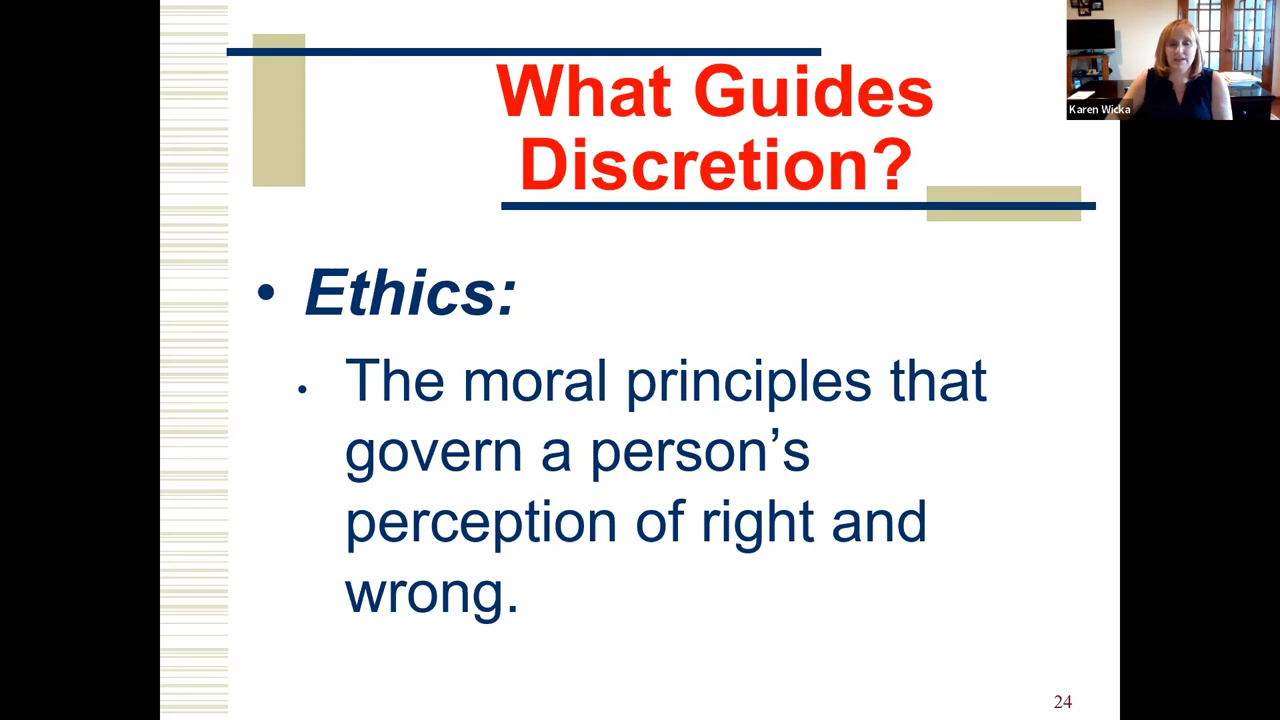 What Guides
Discretion?
Karen Wicka
• Ethics:
• The moral principles that
govern a person’s
perception of right and
wrong.
24